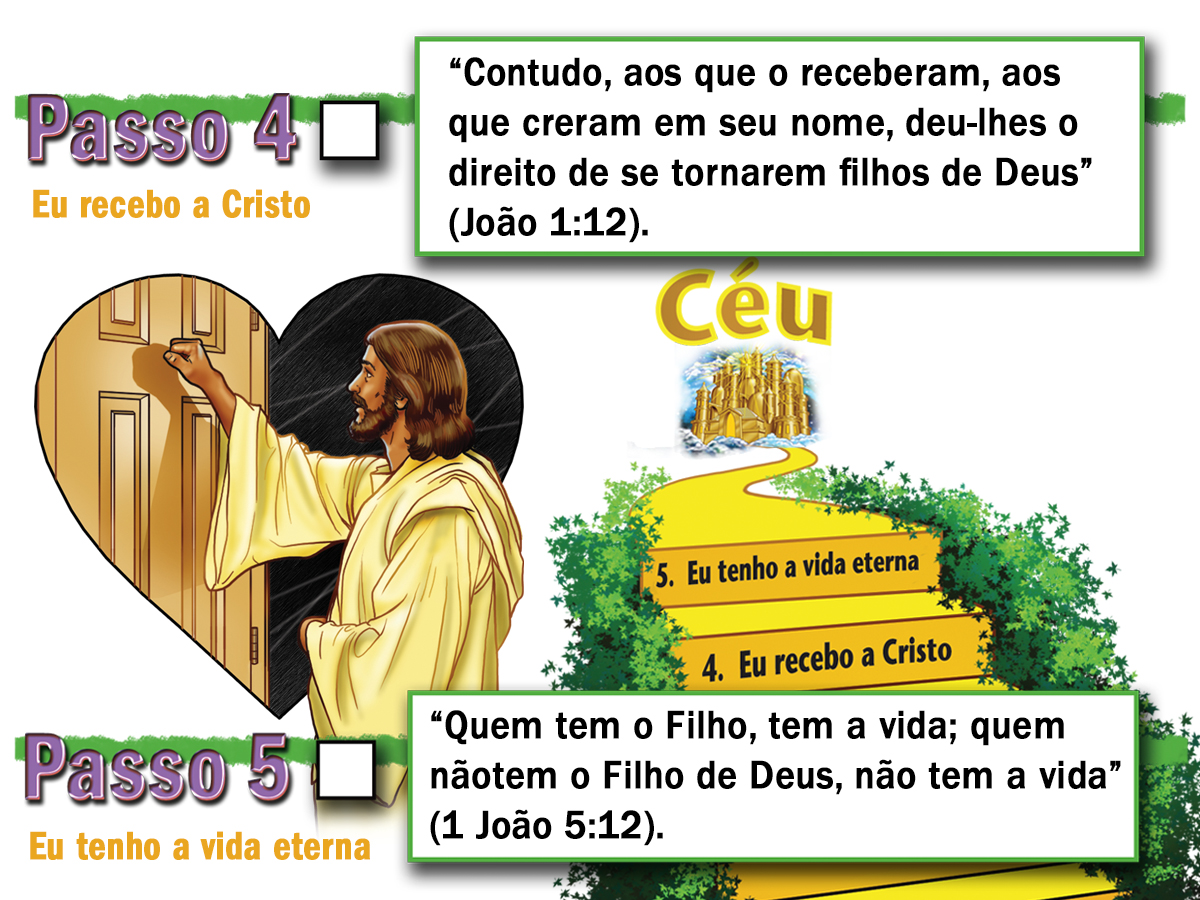 Passo 4
Eu recebo a Cristo
“Contudo, aos que o receberam, aos
que creram em seu nome, deu-lhes o
direito de se tornarem filhos de Deus”
(João 1:12).
Céu
5. Eu tenho a vida eterna
4. Eu recebo a Cristo
Passo 5
Eu tenho a vida eterna
“Quem tem o Filho, tem a vida; quem
nãotem o Filho de Deus, não tem a vida”
(1 João 5:12).